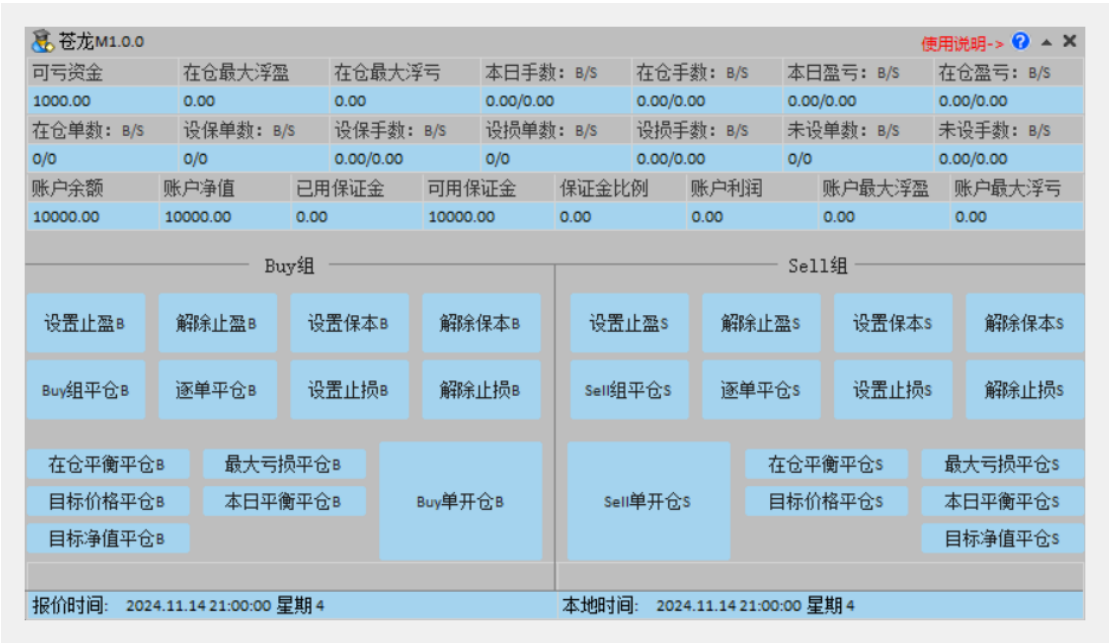 苍龙M1.0.0 使用说明-> ?
可亏资金 在仓最大浮盈 在仓最大浮亏 本日手数: B/S 在仓手数: B/S 本日盈亏: B/S 在仓盈亏: B/S
1000.00 0.00 0.00 0.00/0.00 0.00/0.00 0.00/0.00 0.00/0.00
在仓单数: B/S 设保单数: B/S 设保手数: B/S 设损单数: B/S 设损手数: B/S 未设单数: B/S 未设手数: B/S
0/0 0/0 0.00/0.00 0/0 0.00/0.00 0/0 0.00/0.00
账户余额 账户净值 已用保证金 可用保证金 保证金比例 账户利润 账户最大浮盈 账户最大浮亏
10000.00 10000.00 0.00 10000.00 0.00 0.00 0.00 0.00
Buy组 Sell组
设置止盈B 解除止盈B 设置保本B 解除保本B 设置止盈S 解除止盈S 设置保本S 解除保本S
Buy组平仓B 逐单平仓B 设置止损B 解除止损B Sell组平仓S 逐单平仓S 设置止损S 解除止损S
在仓平衡平仓B 最大亏损平仓B 在仓平衡平仓S 最大亏损平仓S
目标价格平仓B 本日平衡平仓B Buy单开仓B Sell单开仓S 目标价格平仓S 本日平衡平仓S
目标净值平仓B 目标净值平仓S
报价时间: 2024.11.14 21:00:00 星期 4 本地时间: 2024.11.14 21:00:00 星期 4